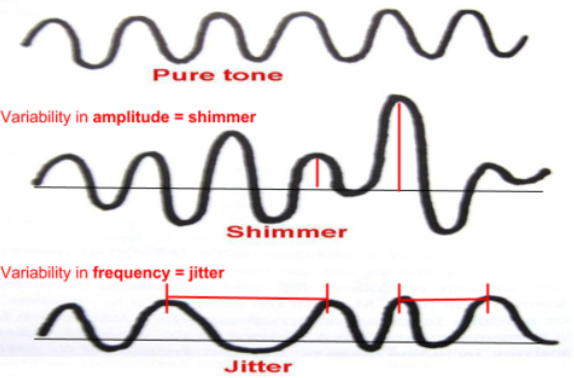 Pure tone
Variability in amplitude = shimmer
Shimmer
Variability in frequency = jitter
Jitter